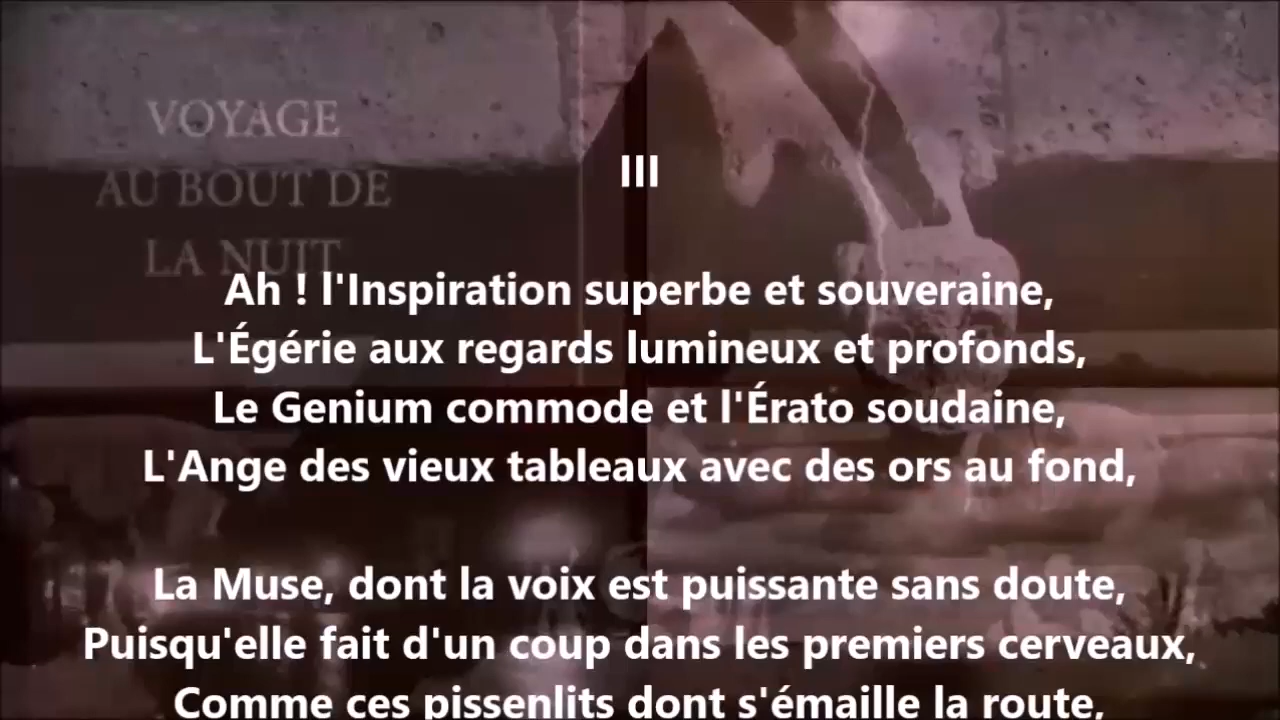 VOYAGE
AU BOUT DE
LA NUIT
III
Ah ! l'Inspiration superbe et souveraine,
L'Égérie aux regards lumineux et profonds,
Le Genium commode et l'Érato soudaine,
L'Ange des vieux tableaux avec des ors au fond,
La Muse, dont la voix est puissante sans doute,
Puisqu'elle fait d'un coup dans les premiers cerveaux,
Comme ces pissenlits dont s'émaille la route,